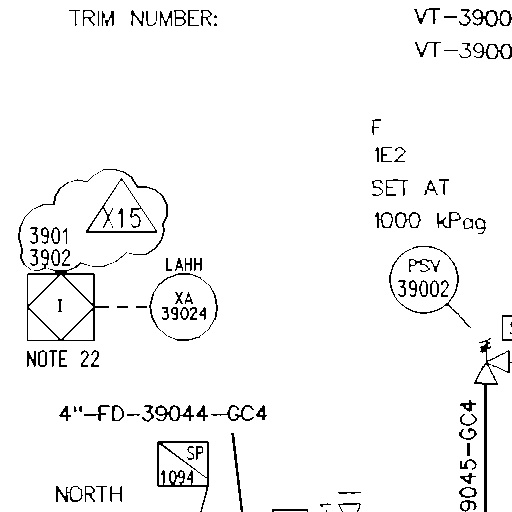 TRIM NUMBER:
VT-3900
VT-3900
F
1E2
SET AT
1000 kPag
X15
3901
3902
LAHH
PSV
39002
I
XA
39024
NOTE 22
4"-FD-39044-GC4
SP
1094
9045-GC4
NORTH